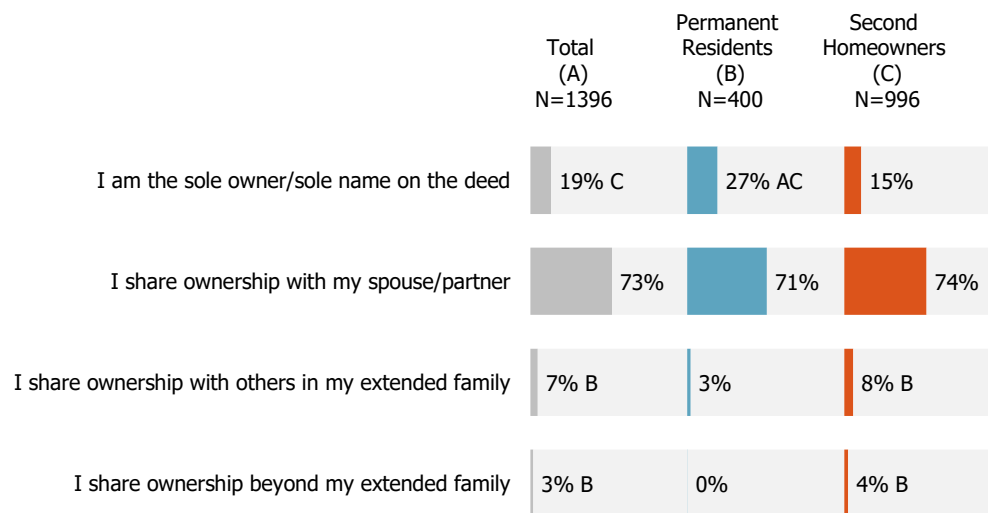 Total
(A)
N=1396
Permanent
Residents
(B)
N=400
Second
Homeowners
(C)
N=996
I am the sole owner/sole name on the deed 19% C 27% AC 15%
I share ownership with my spouse/partner 73% 71% 74%
I share ownership with others in my extended family 7% B 3% 8% B
I share ownership beyond my extended family 3% B 0% 4% B